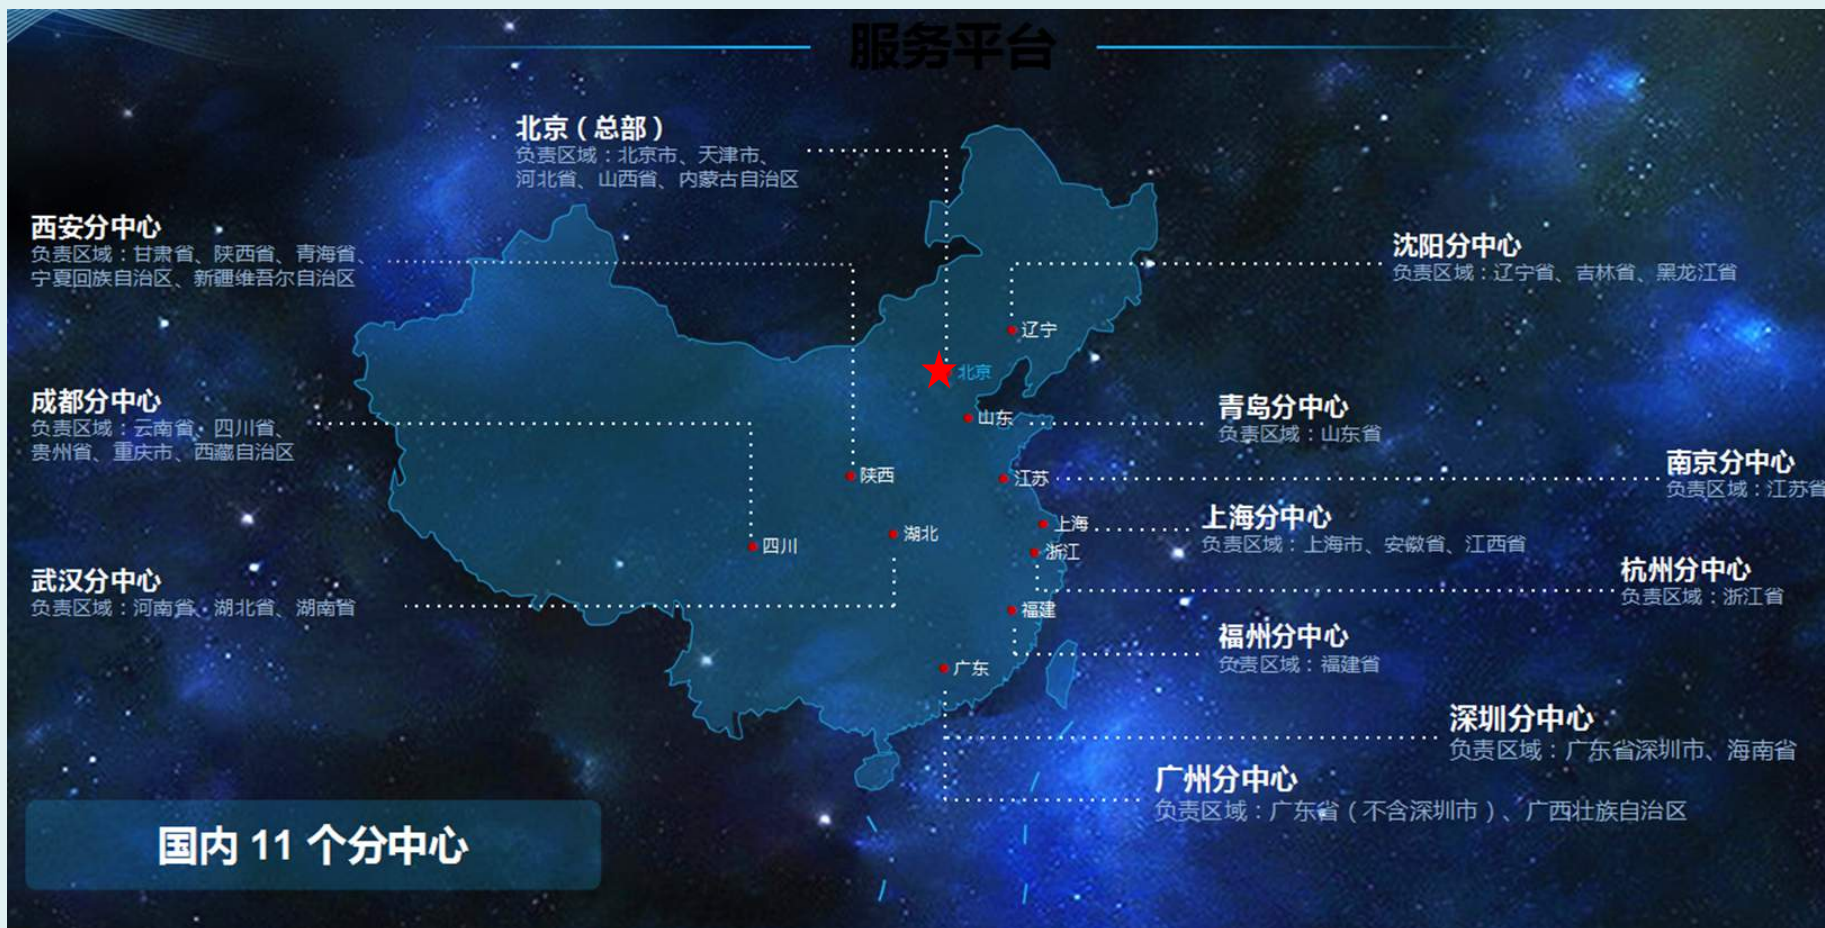 服务平台
北京（总部）
负责区域：北京市、天津市、
河北省、山西省、内蒙古自治区
西安分中心
负责区域：甘肃省、陕西省、青海省、
宁夏回族自治区、新疆维吾尔自治区
沈阳分中心
负责区域：辽宁省、吉林省、黑龙江省
辽宁
北京
成都分中心
负责区域：云南省、四川省、
贵州省、重庆市、西藏自治区
山东
青岛分中心
负责区域：山东省
陕西
江苏
南京分中心
负责区域：江苏省
上海
上海分中心
负责区域：上海市、安徽省、江西省
湖北
四川
浙江
杭州分中心
负责区域：浙江省
武汉分中心
负责区域：河南省、湖北省、湖南省
福建
福州分中心
负责区域：福建省
广东
深圳分中心
负责区域：广东省深圳市、海南省
广州分中心
负责区域：广东省（不含深圳市）、广西壮族自治区
国内 11 个分中心